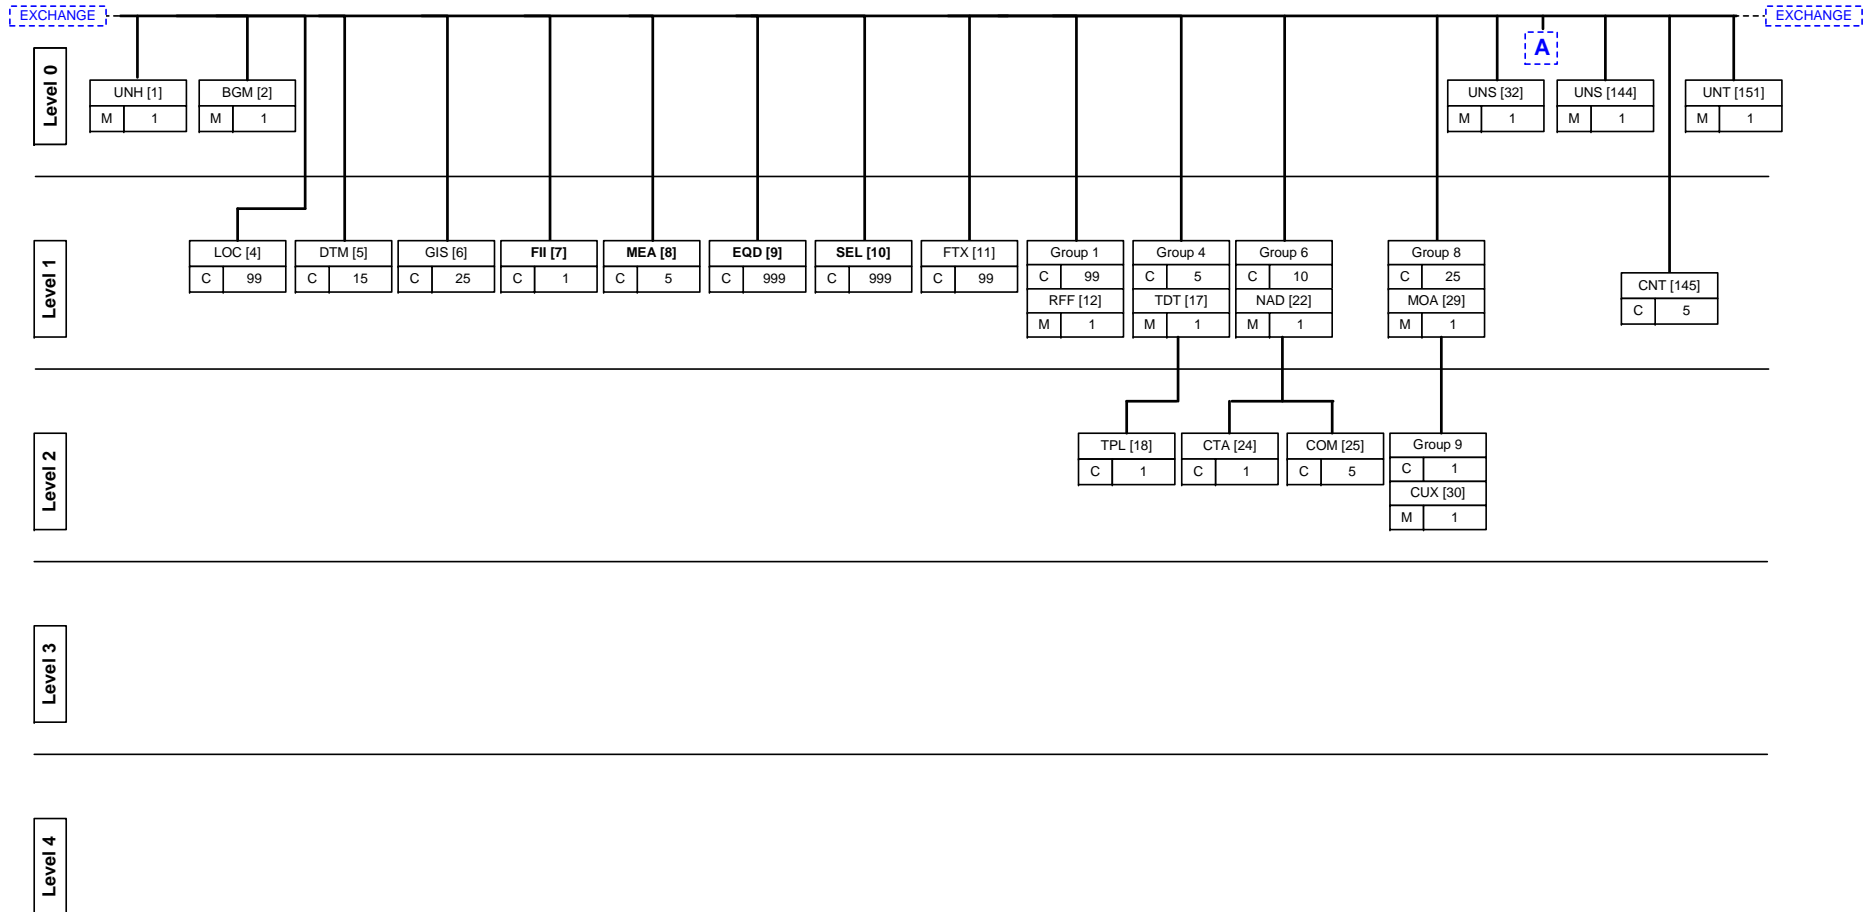 EXCHANGE
EXCHANGE
A
Level 0
UNH [1]
M 1
BGM [2]
M 1
UNS [32]
M 1
UNS [144]
M 1
UNT [151]
M 1
Level 1
LOC [4]
C 99
DTM [5]
C 15
GIS [6]
C 25
FII [7]
C 1
MEA [8]
C 5
EQD [9]
C 999
SEL [10]
C 999
FTX [11]
C 99
Group 1
C 99
RFF [12]
M 1
Group 4
C 5
TDT [17]
M 1
Group 6
C 10
NAD [22]
M 1
Group 8
C 25
MOA [29]
M 1
CNT [145]
C 5
Level 2
TPL [18]
C 1
CTA [24]
C 1
COM [25]
C 5
Group 9
C 1
CUX [30]
M 1
Level 3
Level 4